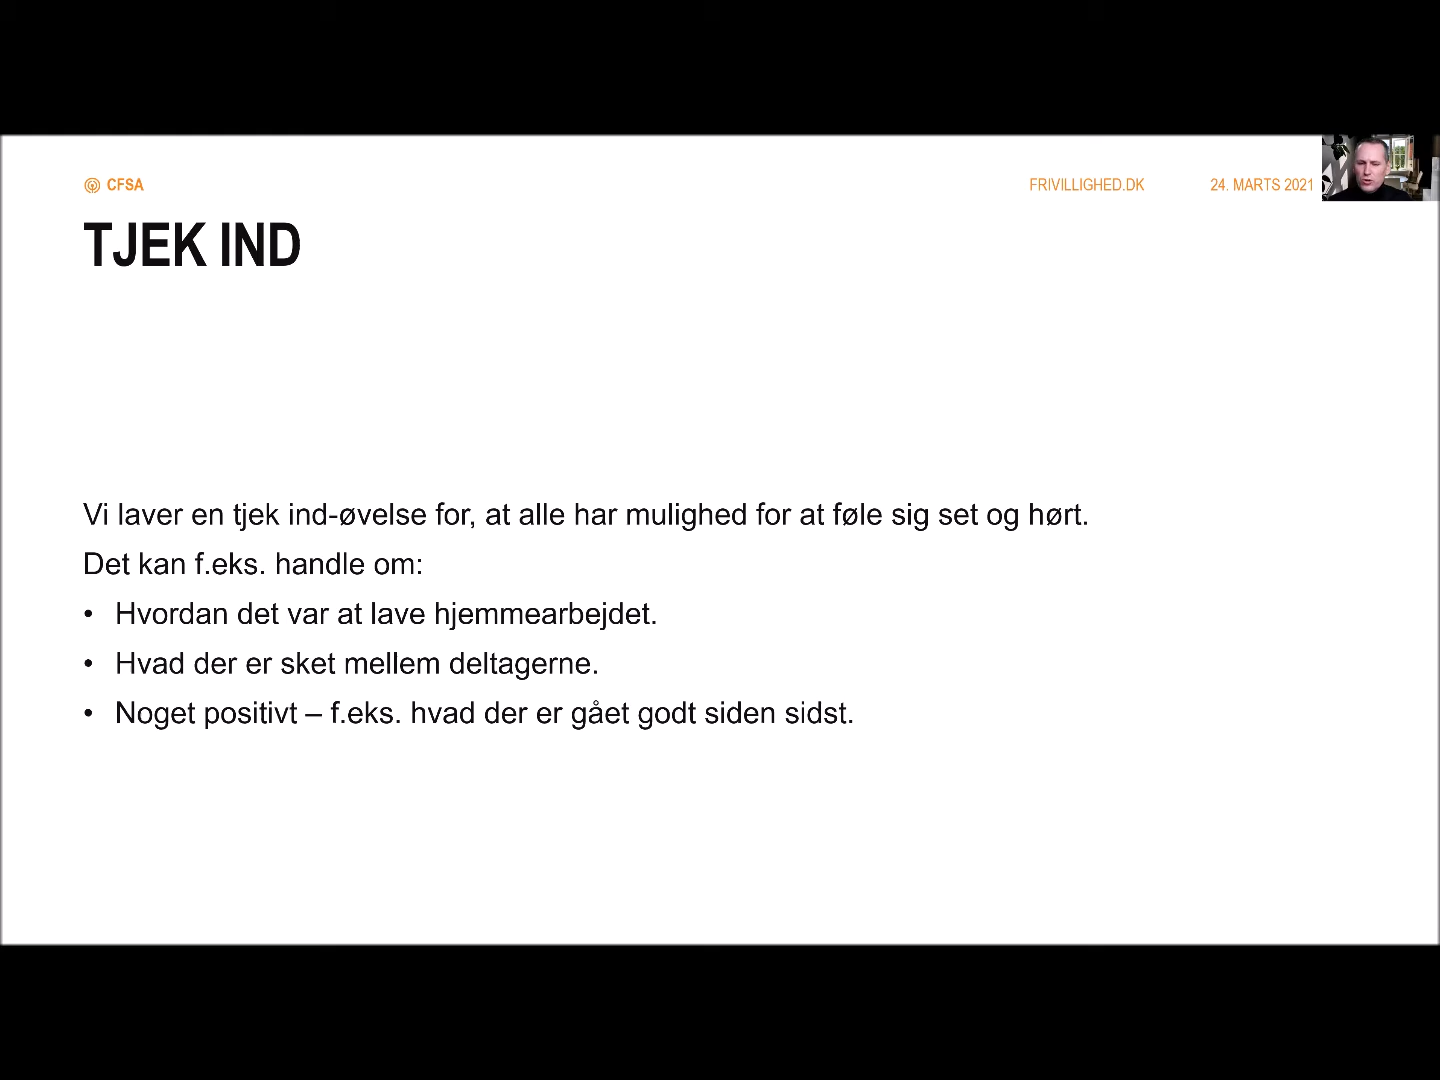 CFSA
FRIVILLIGHED.DK
24. MARTS 2021
TJEK IND
Vi laver en tjek ind-øvelse for, at alle har mulighed for at føle sig set og hørt.
Det kan f.eks. handle om:
• Hvordan det var at lave hjemmearbejdet.
• Hvad der er sket mellem deltagerne.
• Noget positivt – f.eks. hvad der er gået godt siden sidst.